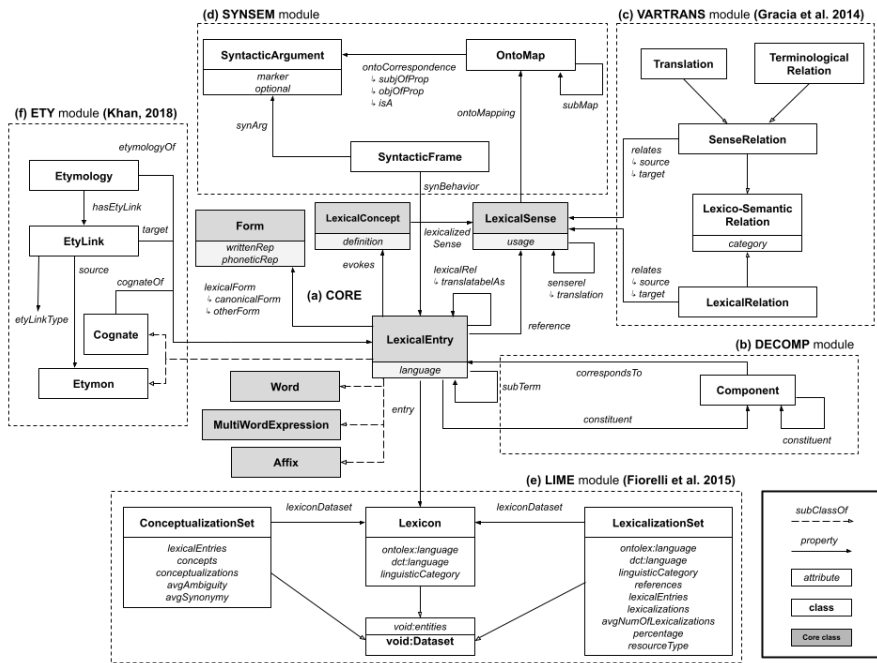 (d) SYNSEM module
(c) VARTRANS module (Gracia et al. 2014)
SyntacticArgument
marker
optional
ontoCorrespondence
↳ subjOfProp
↳ objOfProp
↳ isA
OntoMap
subMap
ontoMapping
synArg
SyntacticFrame
synBehavior
Translation
Terminological
Relation
SenseRelation
relates
↳ source
↳ target
Lexico-Semantic
Relation
category
relates
↳ source
↳ target
LexicalRelation
(f) ETY module (Khan, 2018)
etymologyOf
Etymology
hasEtyLink
EtyLink
target
source
cognateOf
etyLinkType
Cognate
Etymon
Form
writtenRep
phoneticRep
LexicalConcept
definition
lexicalized
Sense
LexicalSense
usage
evokes
lexicalForm
↳ canonicalForm
↳ otherForm
(a) CORE
lexicalRel
↳ translatabelAs
senserel
↳ translation
reference
LexicalEntry
language
subTerm
entry
Word
MultiWordExpression
Affix
(b) DECOMP module
correspondsTo
Component
constituent
constituent
(e) LIME module (Fiorelli et al. 2015)
ConceptualizationSet
lexicalEntries
concepts
conceptualizations
avgAmbiguity
avgSynonymy
lexiconDataset
Lexicon
ontolex:language
dct:language
linguisticCategory
lexiconDataset
LexicalizationSet
ontolex:language
dct:language
linguisticCategory
references
lexicalEntries
lexicalizations
avgNumOfLexicalizations
percentage
resourceType
void:entities
void:Dataset
subClassOf
property
attribute
class
Core class